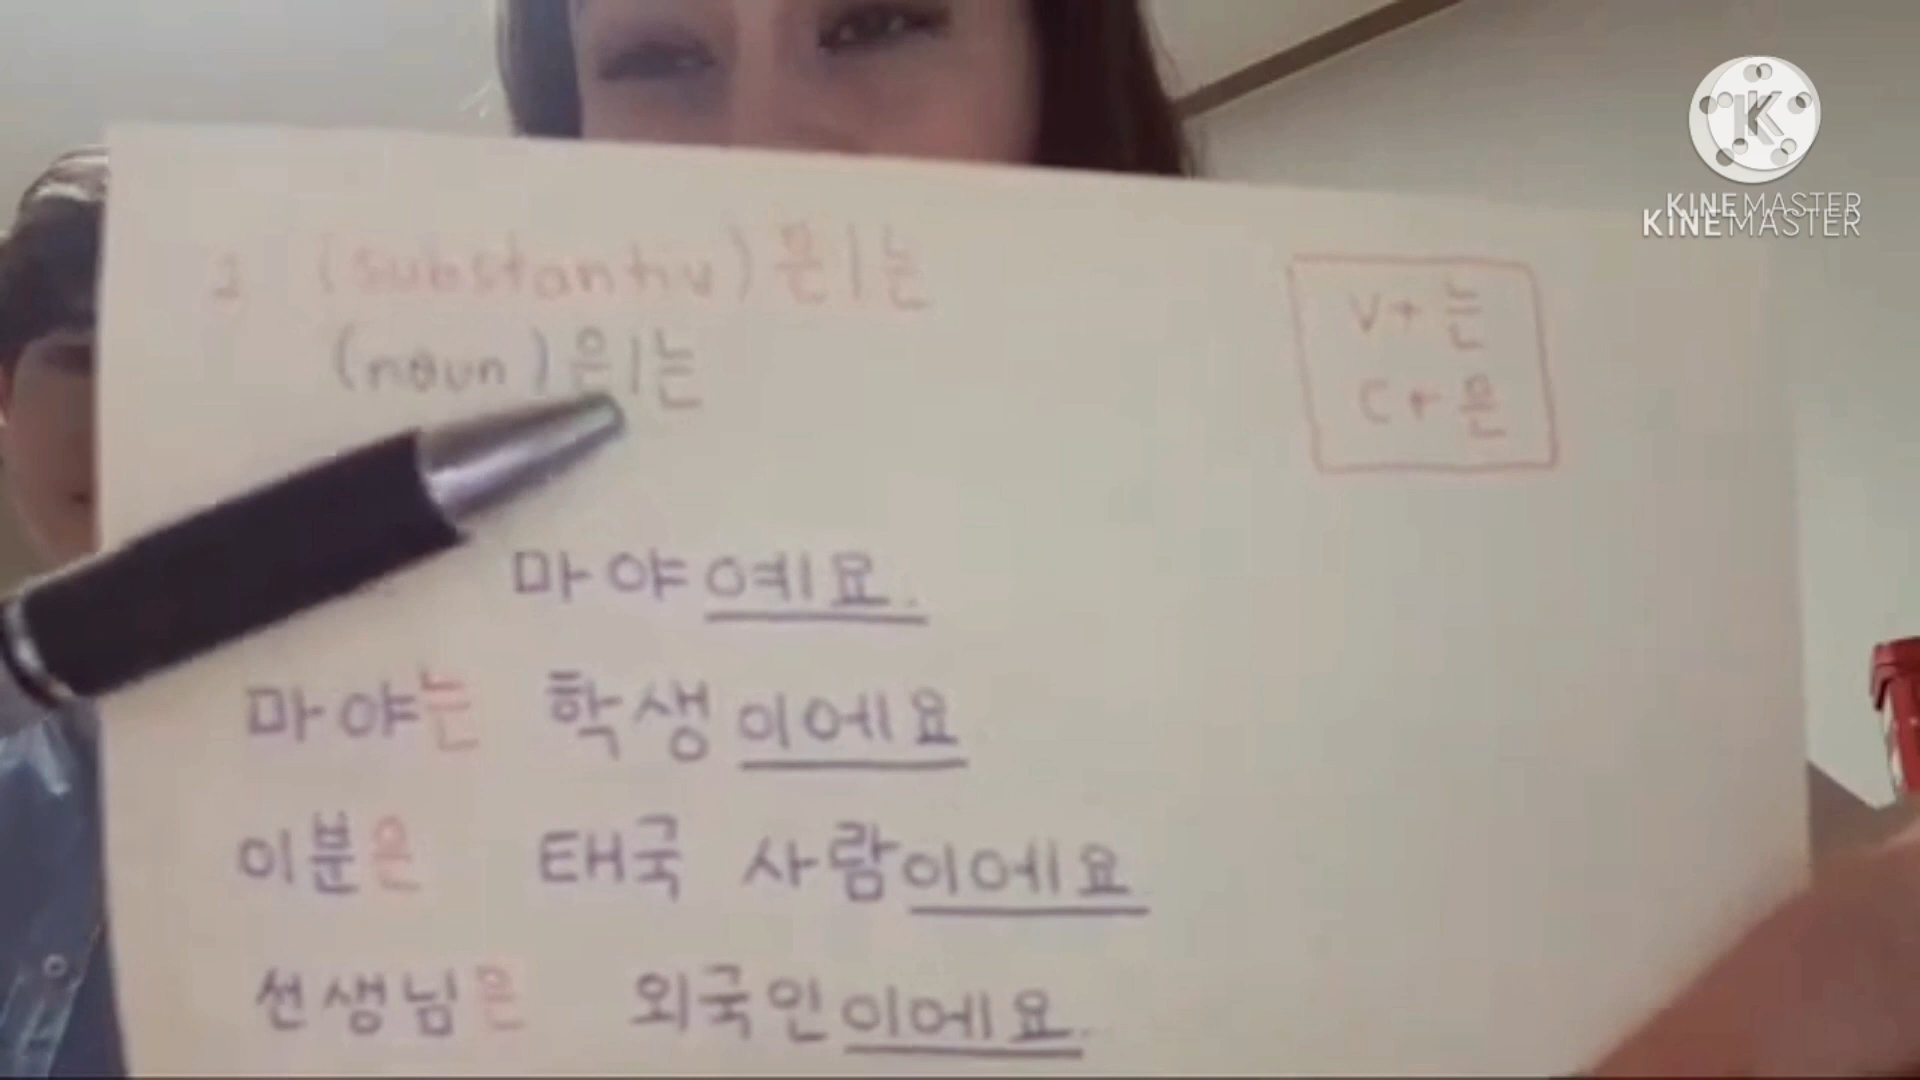 2 (substantiv) 은/는
(noun) 은/는
V + 는
C + 은
마야예요.
마야는 학생이에요
이분은 태국 사람이에요
선생님은 외국인이에요.
KINEMASTER
KINEMASTER